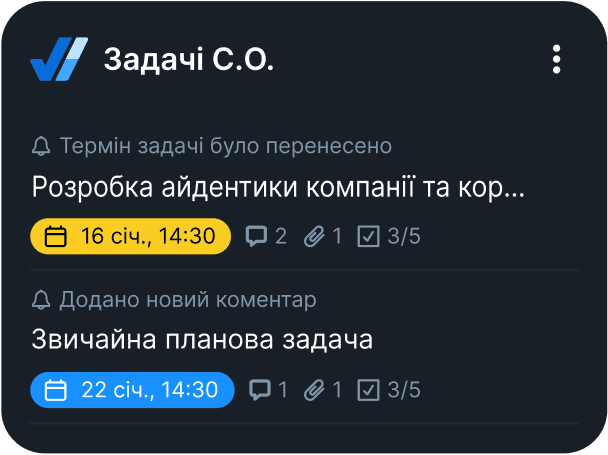 Задачі С.О.
Термін задачі було перенесено
Розробка айдентики компанії та кор...
16 січ., 14:30 2 1 3/5
Додано новий коментар
Звичайна планова задача
22 січ., 14:30 1 1 3/5